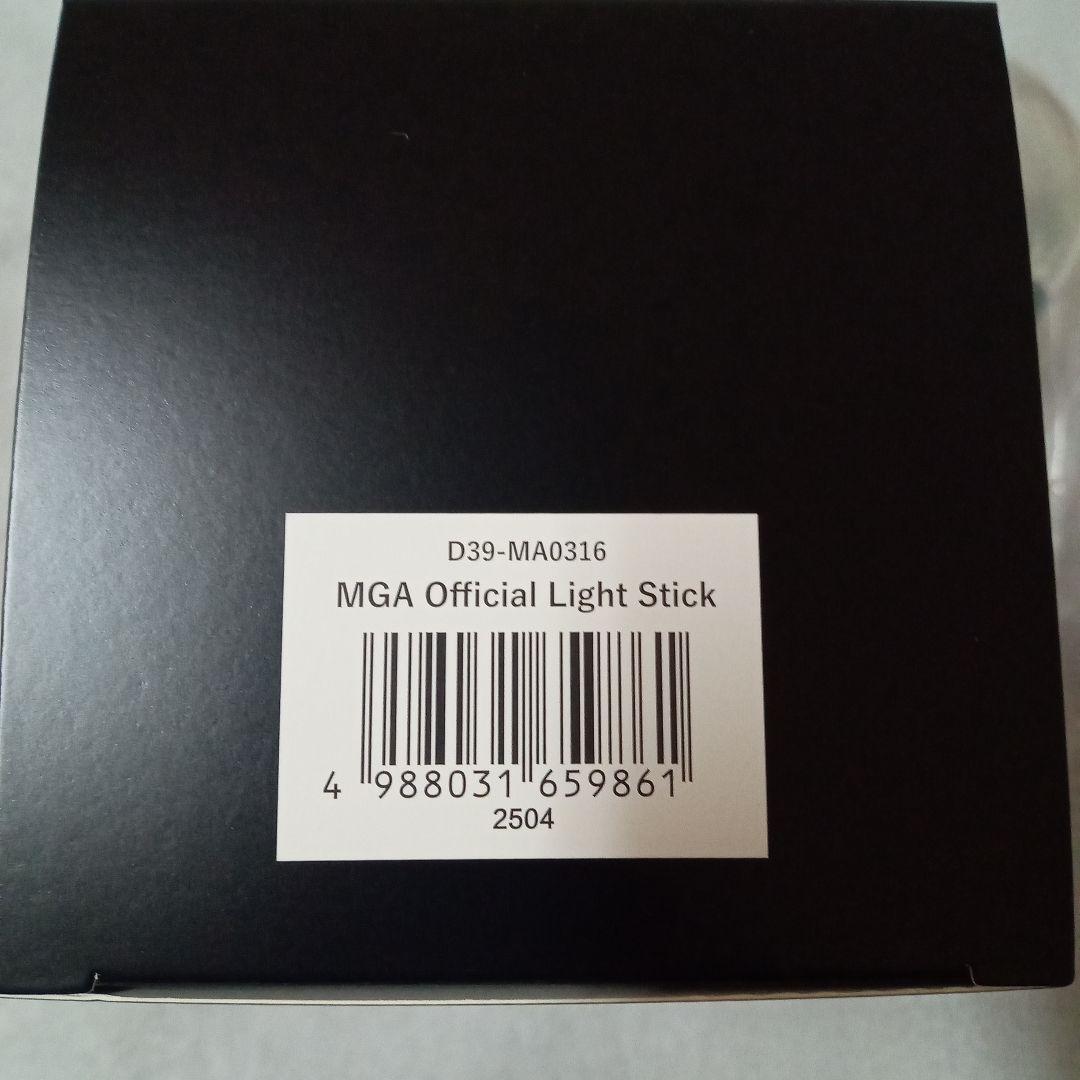 D39-MA0316
MGA Official Light Stick
4 988031 659861
2504